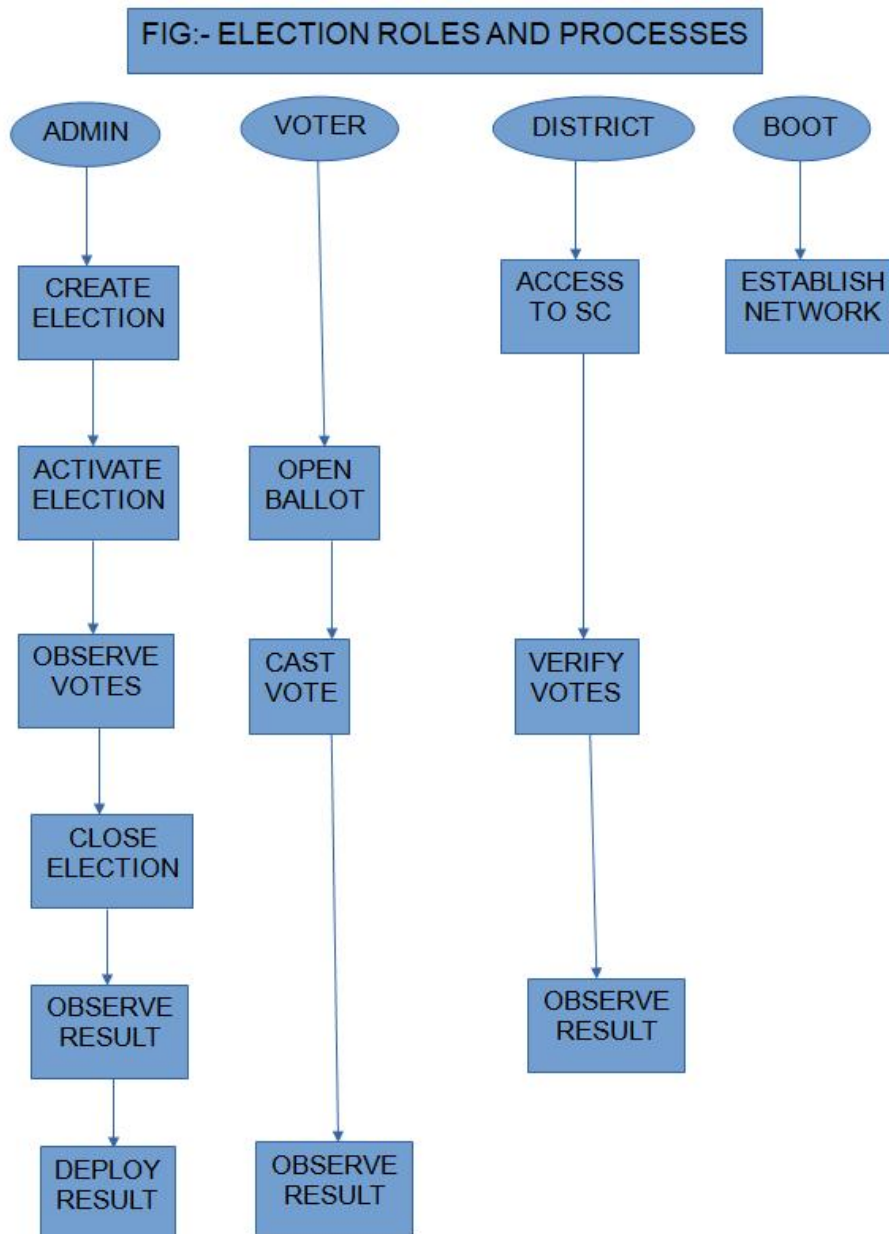 FIG:- ELECTION ROLES AND PROCESSES
ADMIN
VOTER
DISTRICT
BOOT
CREATE
ELECTION
ACCESS
TO SC
ESTABLISH
NETWORK
ACTIVATE
ELECTION
OPEN
BALLOT
OBSERVE
VOTES
CAST
VOTE
VERIFY
VOTES
CLOSE
ELECTION
OBSERVE
RESULT
OBSERVE
RESULT
DEPLOY
RESULT
OBSERVE
RESULT